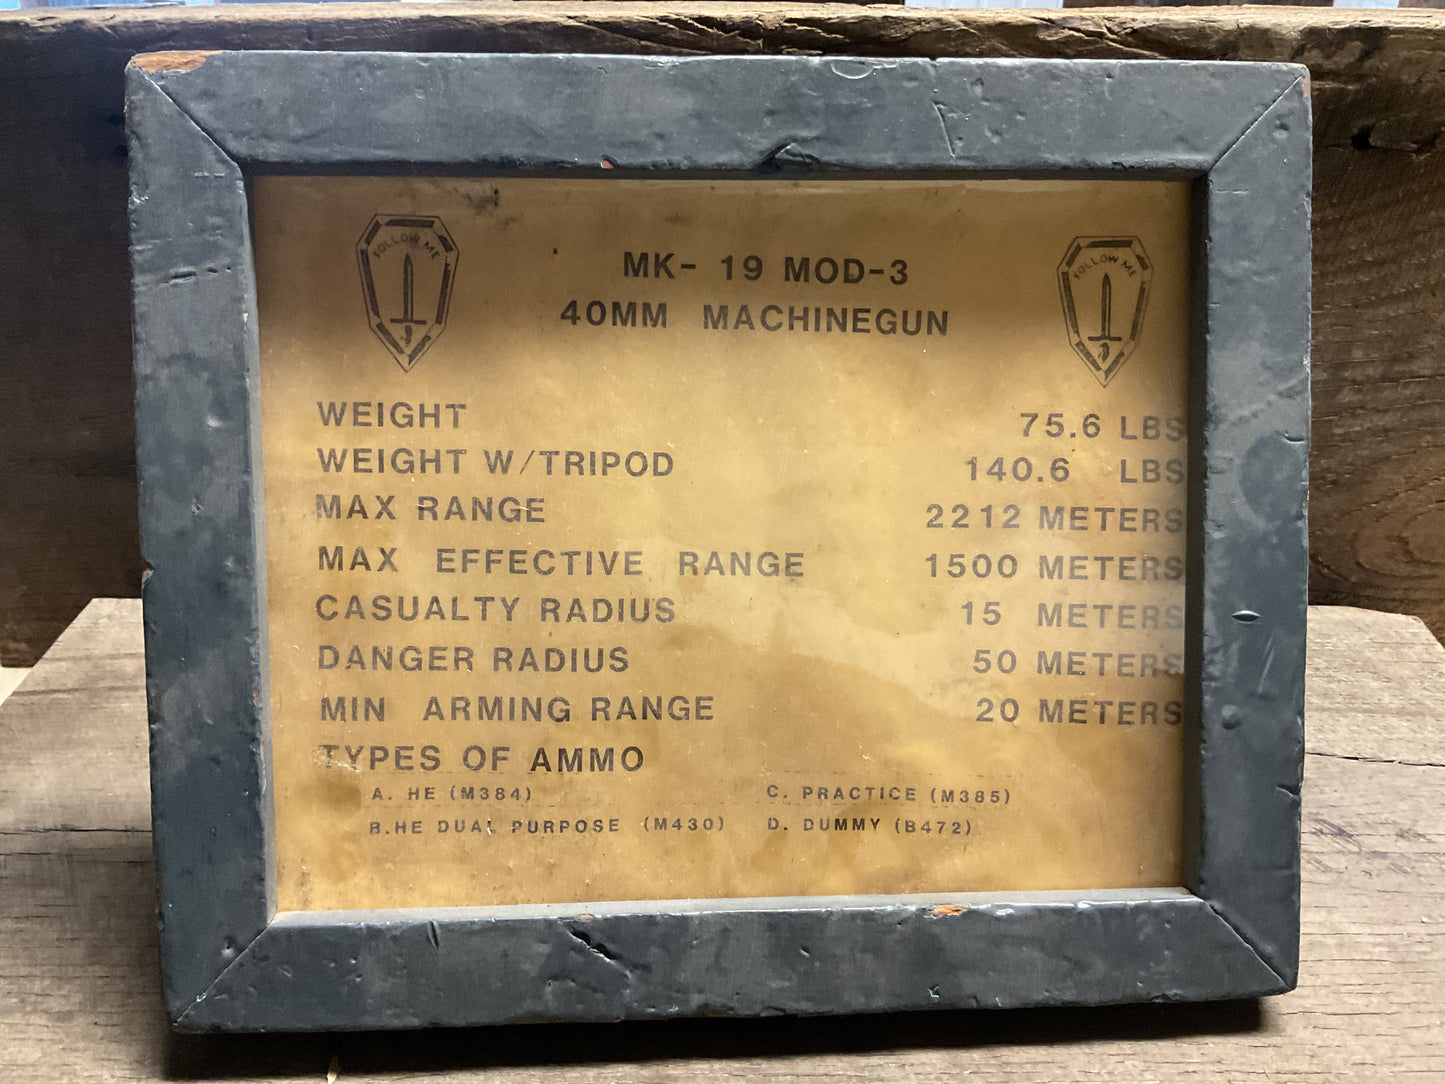 FOLLOW ME
FOLLOW ME
MK- 19 MOD-3
40MM MACHINEGUN
WEIGHT 75.6 LBS
WEIGHT W/TRIPOD 140.6 LBS
MAX RANGE 2212 METERS
MAX EFFECTIVE RANGE 1500 METERS
CASUALTY RADIUS 15 METERS
DANGER RADIUS 50 METERS
MIN ARMING RANGE 20 METERS
TYPES OF AMMO
A. HE (M384) C. PRACTICE (M385)
B.HE DUAL PURPOSE (M430) D. DUMMY (B472)